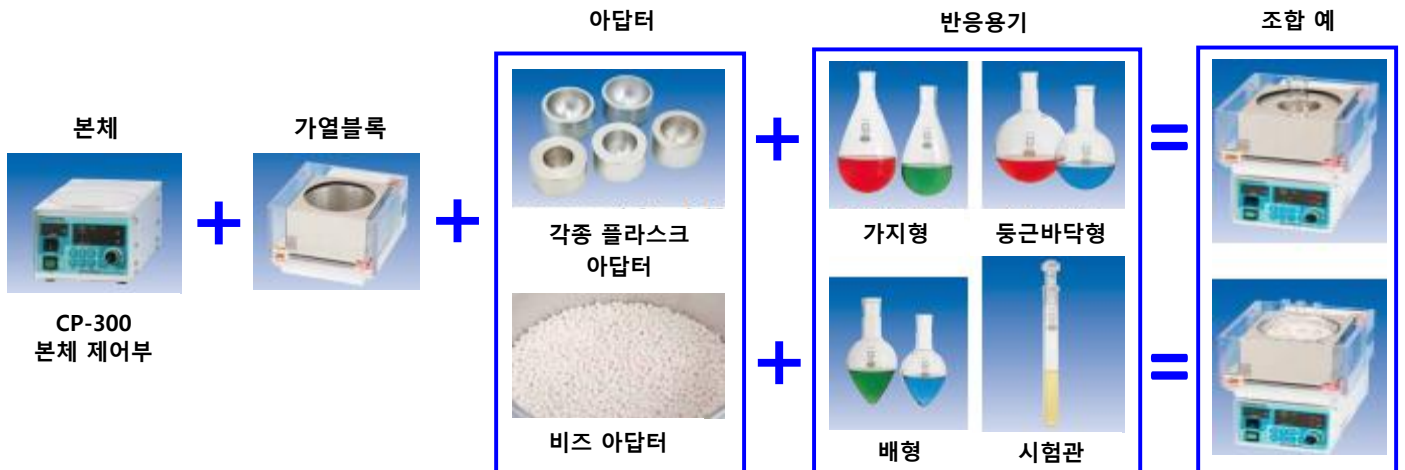 아답터
반응용기
조합 예
본체
가열블록
CP-300
본체 제어부
각종 플라스크
아답터
비즈 아답터
가지형
둥근바닥형
배형
시험관